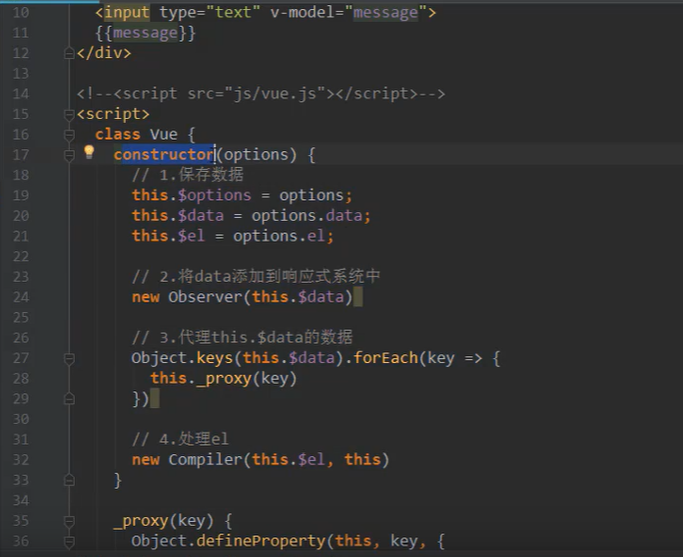 10 <input type="text" v-model="message">
11 {{message}}
12 </div>
13
14 <!--<script src="js/vue.js"></script>-->
15 <script>
16 class Vue {
17 constructor(options) {
18 // 1.保存数据
19 this.$options = options;
20 this.$data = options.data;
21 this.$el = options.el;
22
23 // 2.将data添加到响应式系统中
24 new Observer(this.$data)
25
26 // 3.代理this.$data的数据
27 Object.keys(this.$data).forEach(key => {
28 this._proxy(key)
29 })
30
31 // 4.处理el
32 new Compiler(this.$el, this)
33 }
34
35 _proxy(key) {
36 Object.defineProperty(this, key, {